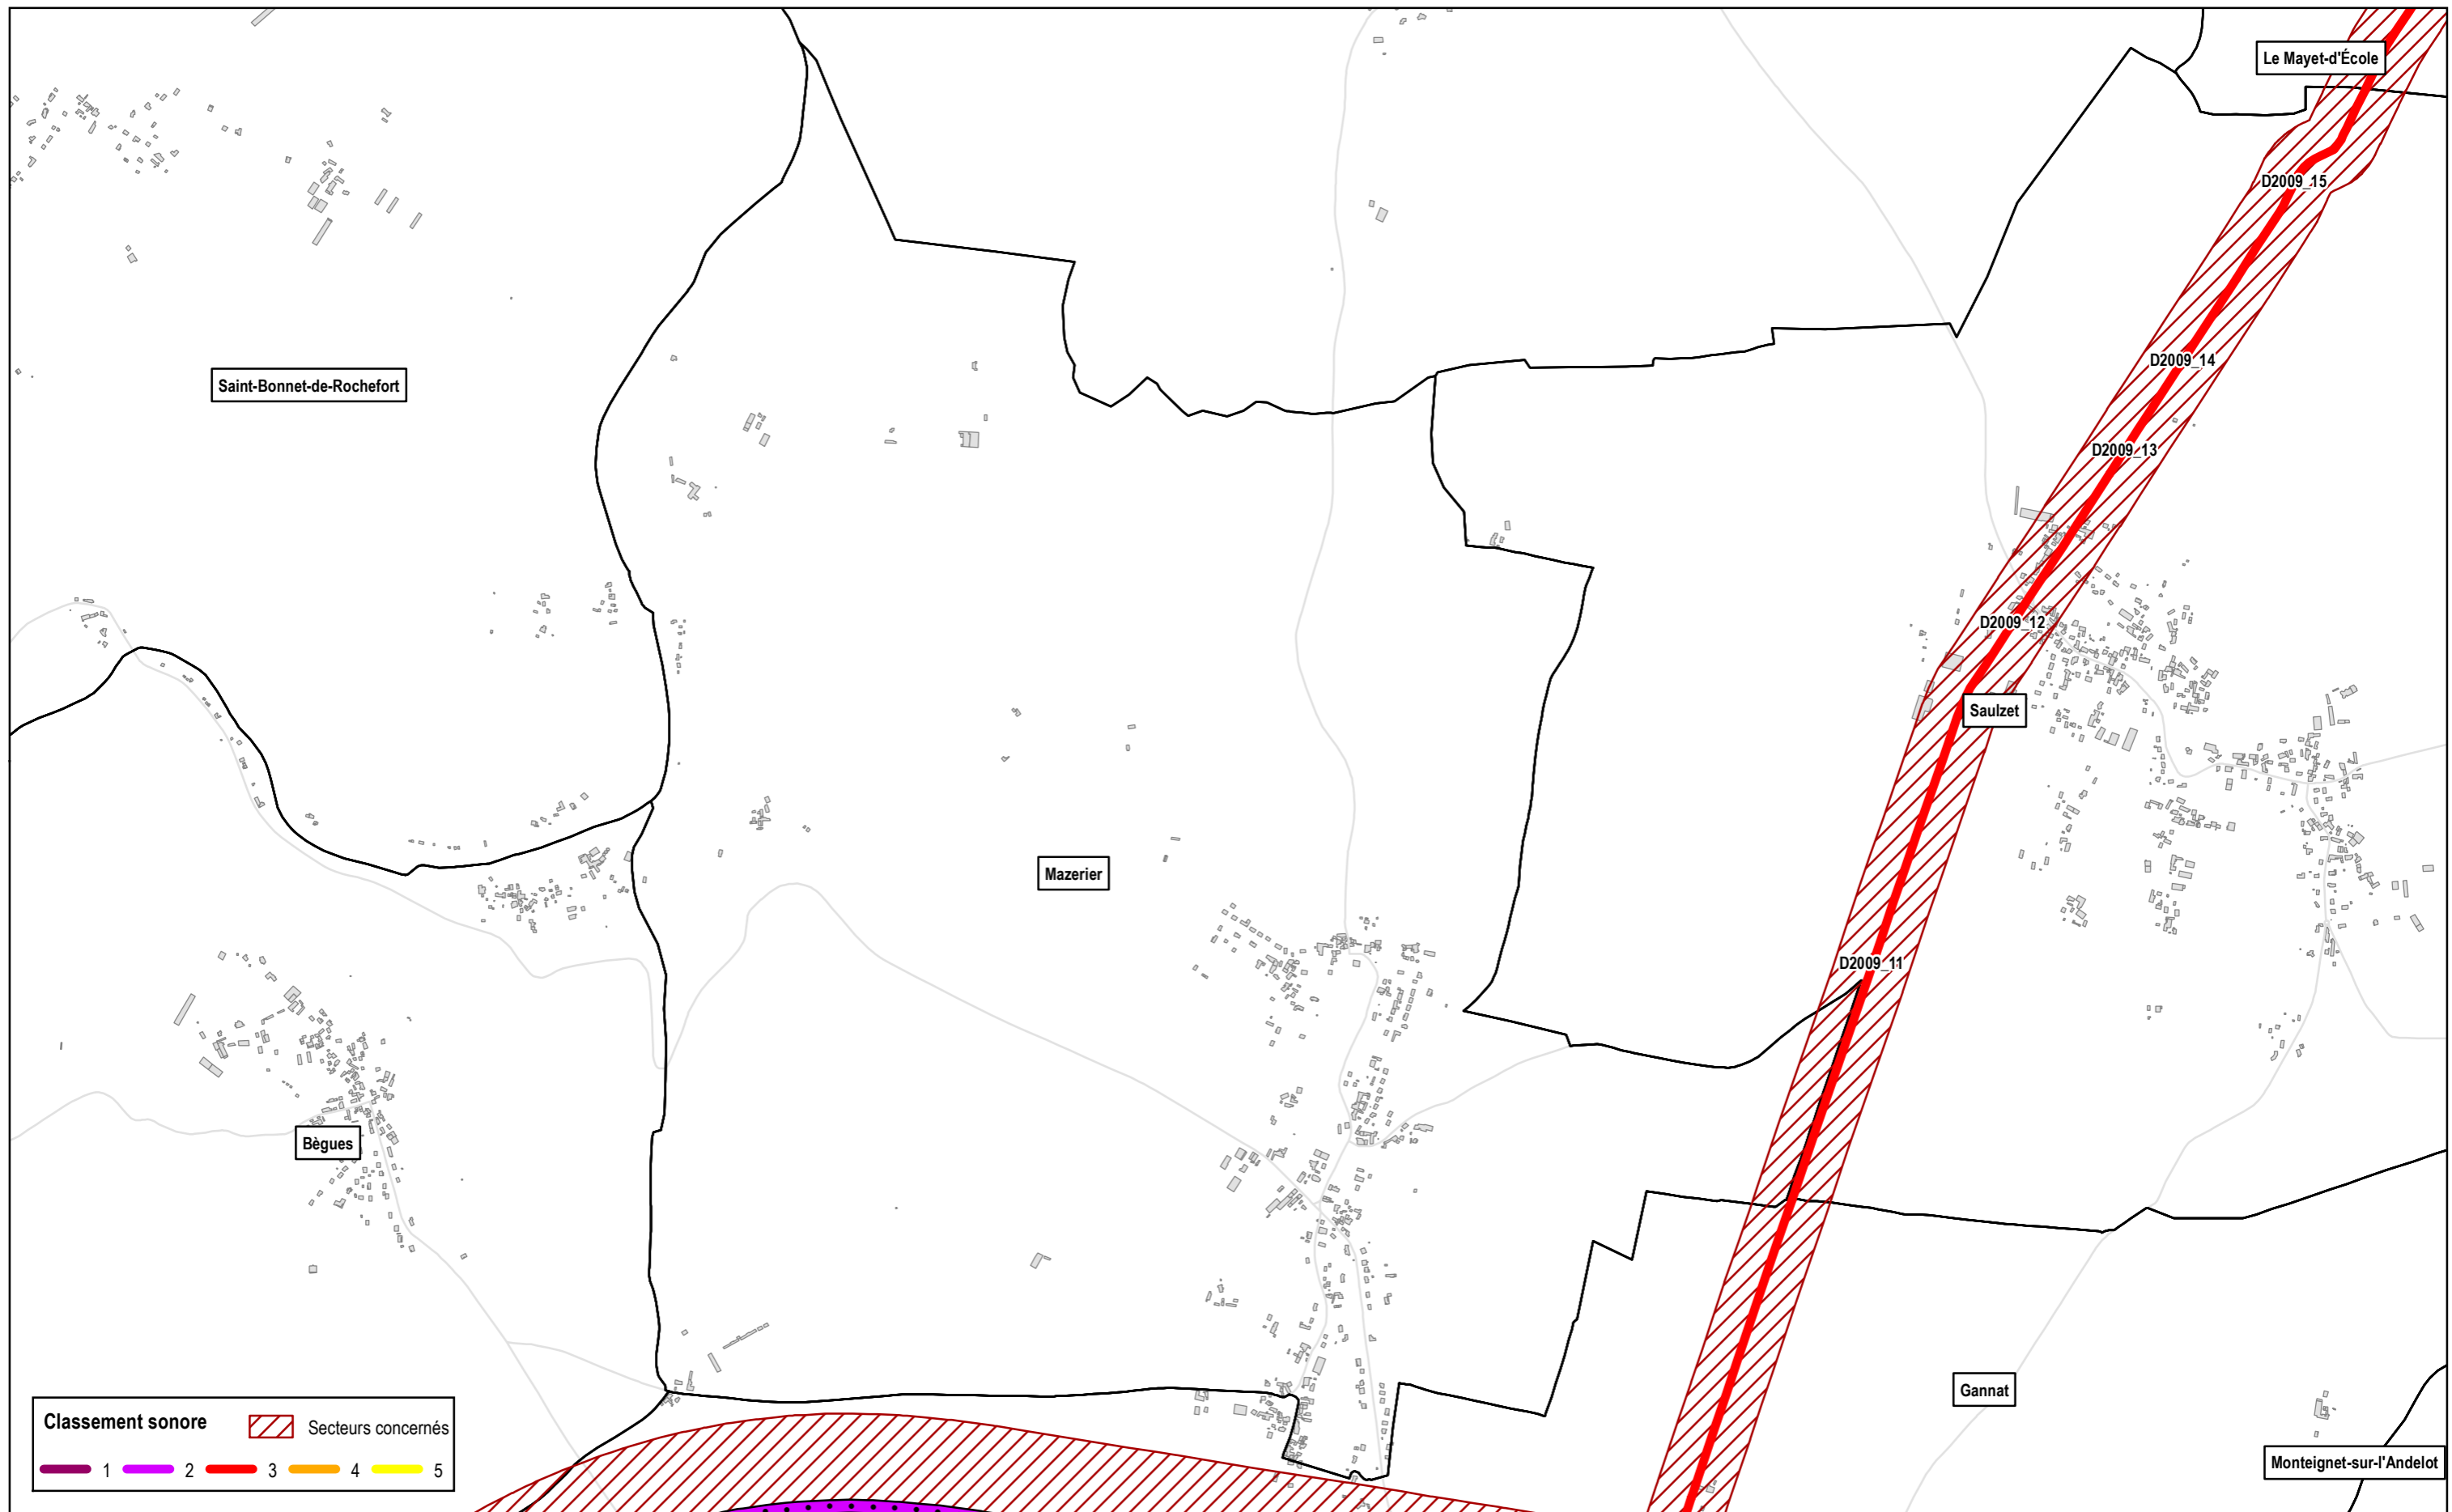 Le Mayet-d'École
D2009_15
D2009_14
Saint-Bonnet-de-Rochefort
D2009_13
D2009_12
Saulzet
Mazerier
D2009_11
Bègues
Gannat
Classement sonore
Secteurs concernés
1 2 3 4 5
Monteignet-sur-l'Andelot